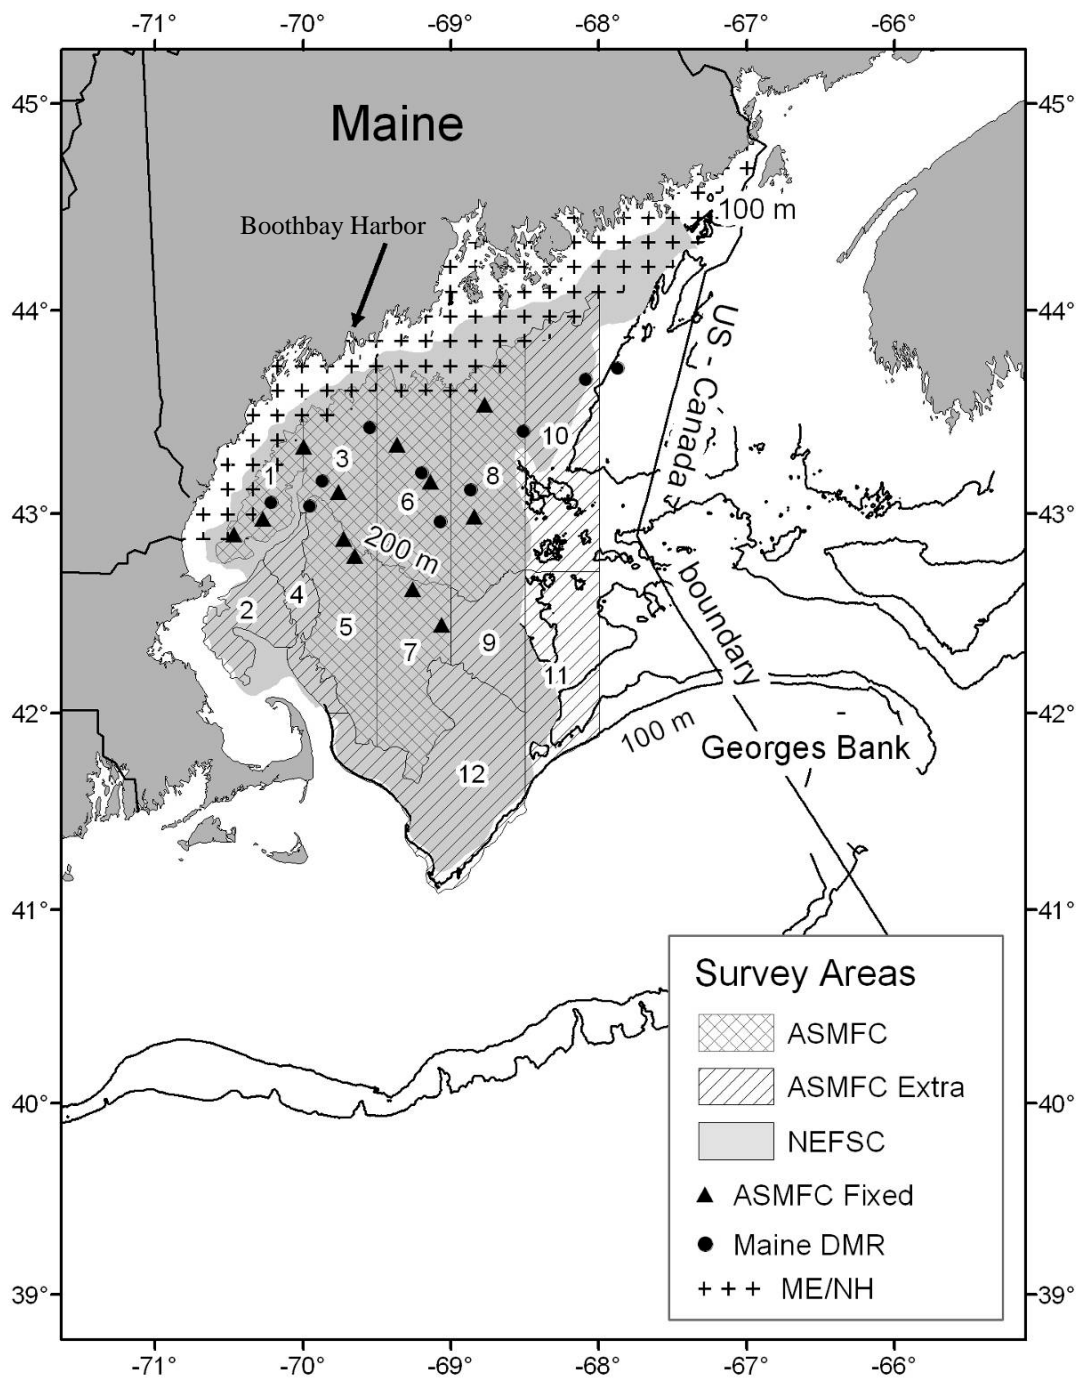 -71° -70° -69° -68° -67° -66°
45° 45°
Maine
100 m
Boothbay Harbor
44° 44°
US - Canada
10
1 3 8
6
43° 43°
200 m
boundary
2 4 5 9
7
11
42° 42°
100 m
Georges Bank
12
41° 41°
Survey Areas
ASMFC
ASMFC Extra
40° 40°
NEFSC
ASMFC Fixed
Maine DMR
ME/NH
39° 39°
-71° -70° -69° -68° -67° -66°